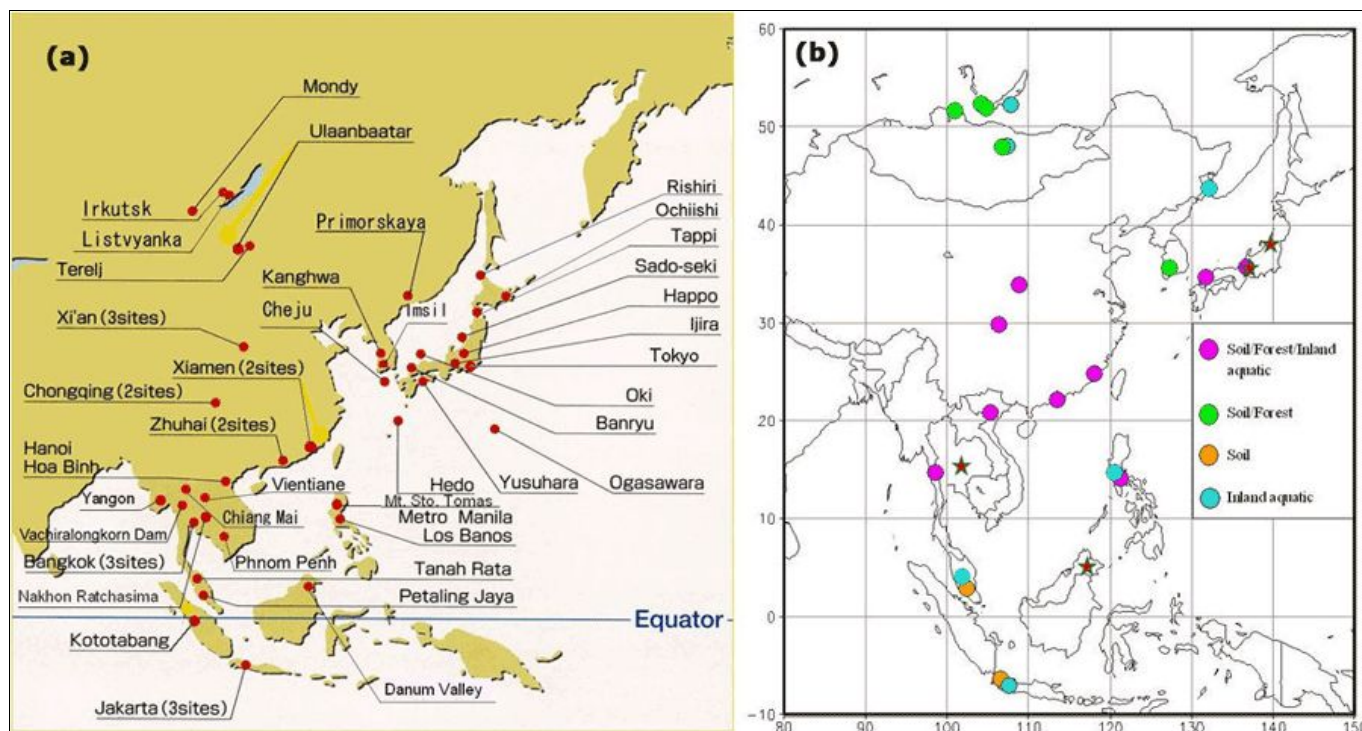 (a)
Mondy
Ulaanbaatar
Irkutsk
Listvyanka
Terelj
Primorskaya
Kanghwa
Imsil
Cheju
Xi'an (3sites)
Xiamen (2sites)
Chongqing (2sites)
Zhuhai (2sites)
Hanoi
Hoa Binh
Yangon
Vientiane
Chiang Mai
Vachiralongkorn Dam
Bangkok (3sites)
Phnom Penh
Nakhon Ratchasima
Tanah Rata
Petaling Jaya
Equator
Kototabang
Danum Valley
Jakarta (3sites)
Rishiri
Ochiishi
Tappi
Sado-seki
Happo
Ijira
Tokyo
Oki
Banryu
Yusuhara
Ogasawara
Hedo
Mt. Sto. Tomas
Metro Manila
Los Banos
(b)
60
50
40
30
20
10
0
-10
80
90
100
110
120
130
140
150
Soil/Forest/Inland
aquatic
Soil/Forest
Soil
Inland aquatic